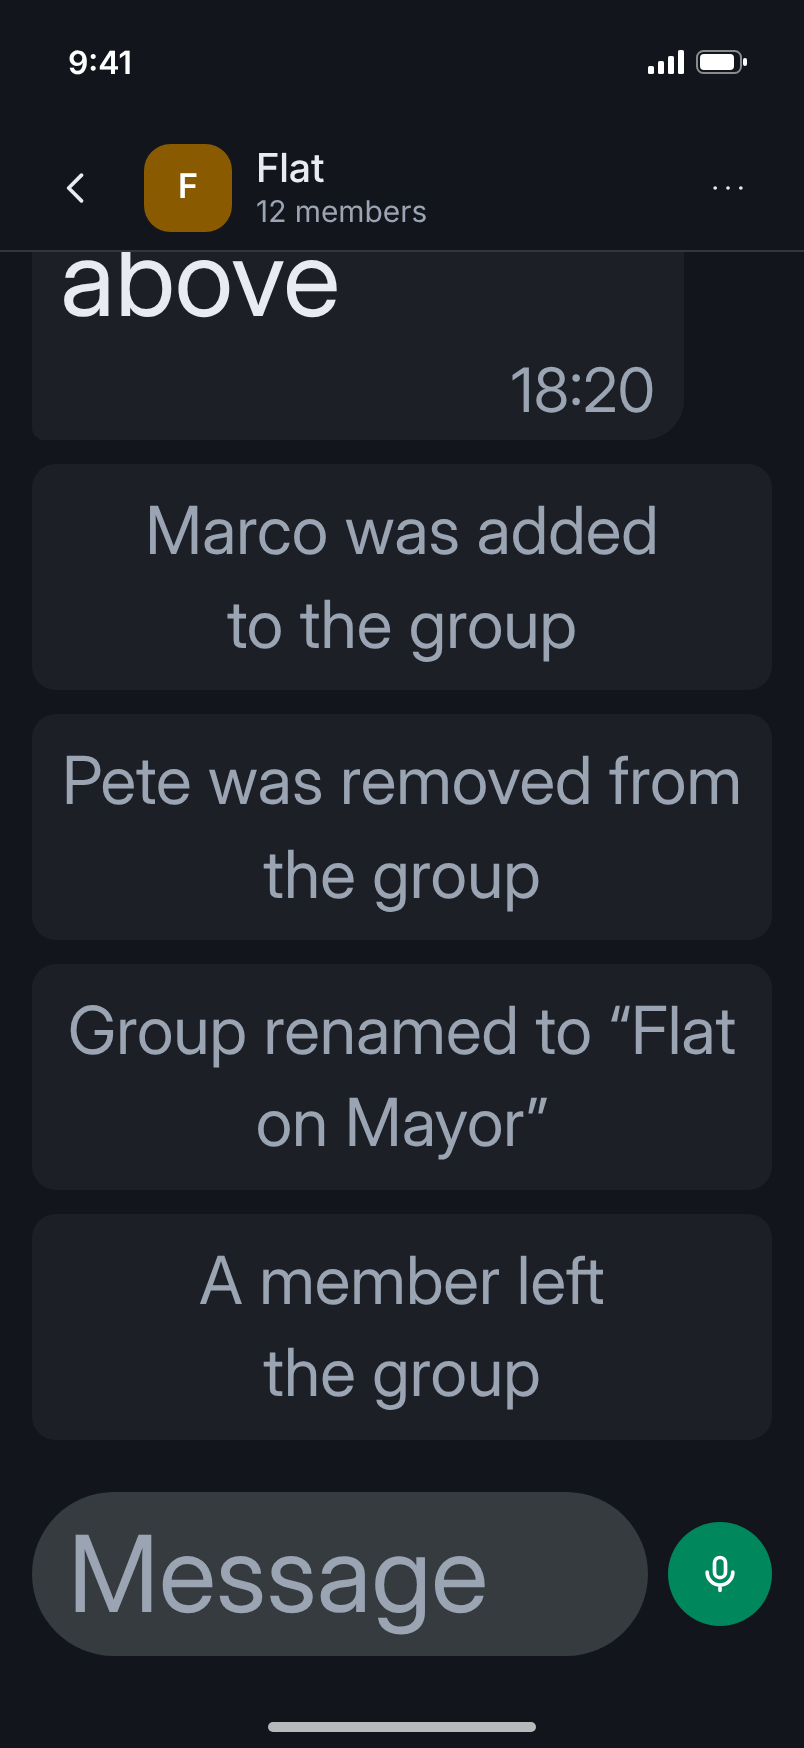 9:41
F
Flat
12 members
above
18:20
Marco was added
to the group
Pete was removed from
the group
Group renamed to “Flat
on Mayor”
A member left
the group
Message